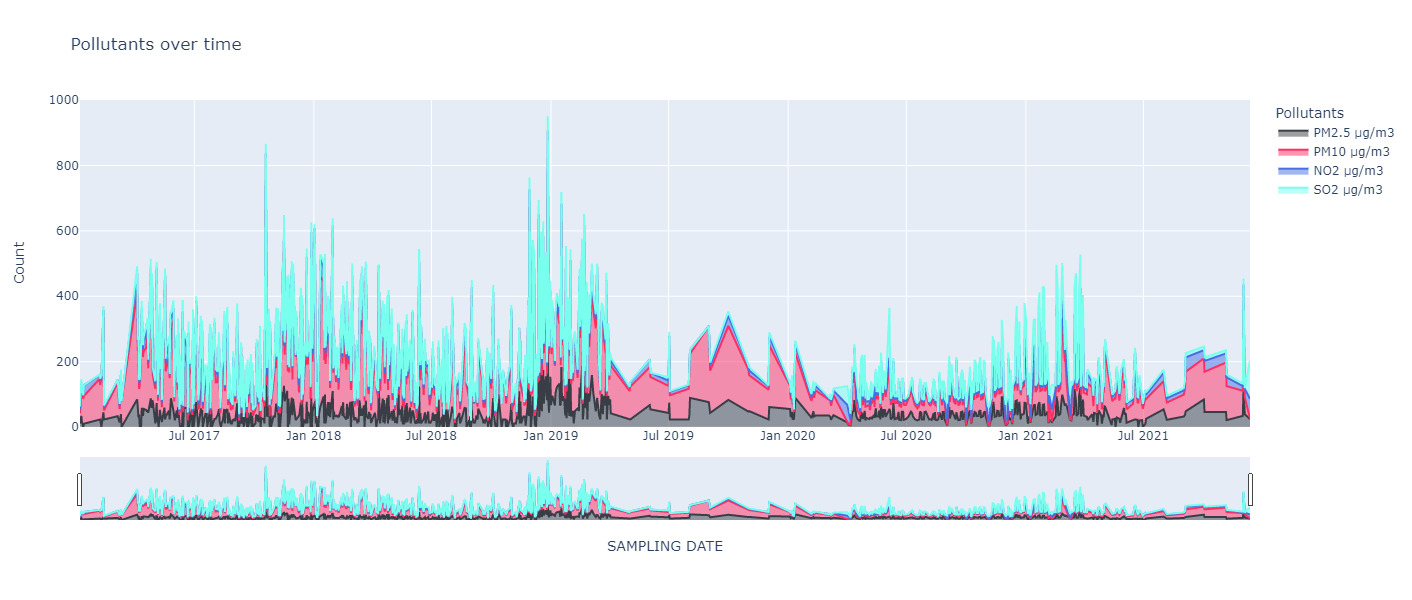 Pollutants over time
1000
800
600
400
200
0
Count
Jul 2017
Jan 2018
Jul 2018
Jan 2019
Jul 2019
Jan 2020
Jul 2020
Jan 2021
Jul 2021
SAMPLING DATE
Pollutants
PM2.5 µg/m3
PM10 µg/m3
NO2 µg/m3
SO2 µg/m3